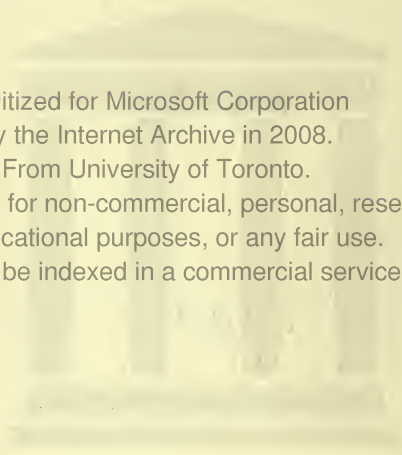 itized for Microsoft Corporation
y the Internet Archive in 2008.
From University of Toronto.
for non-commercial, personal, rese
cational purposes, or any fair use.
be indexed in a commercial service